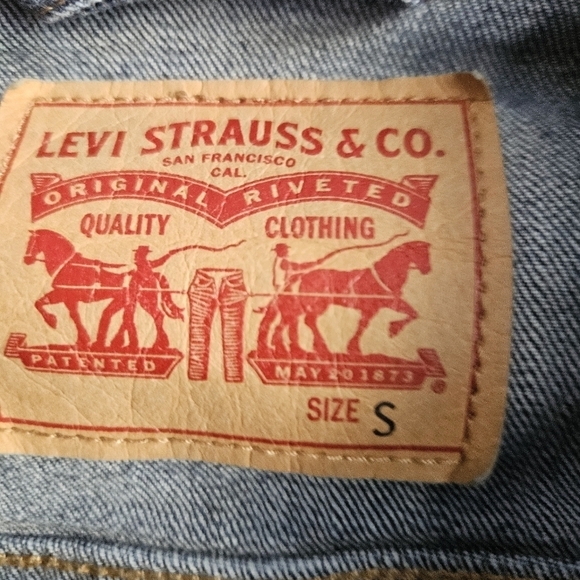 LEVI STRAUSS & CO.
SAN FRANCISCO
CAL.
ORIGINAL RIVETED
QUALITY CLOTHING
PATENTED MAY 20 1873 ®
SIZE S